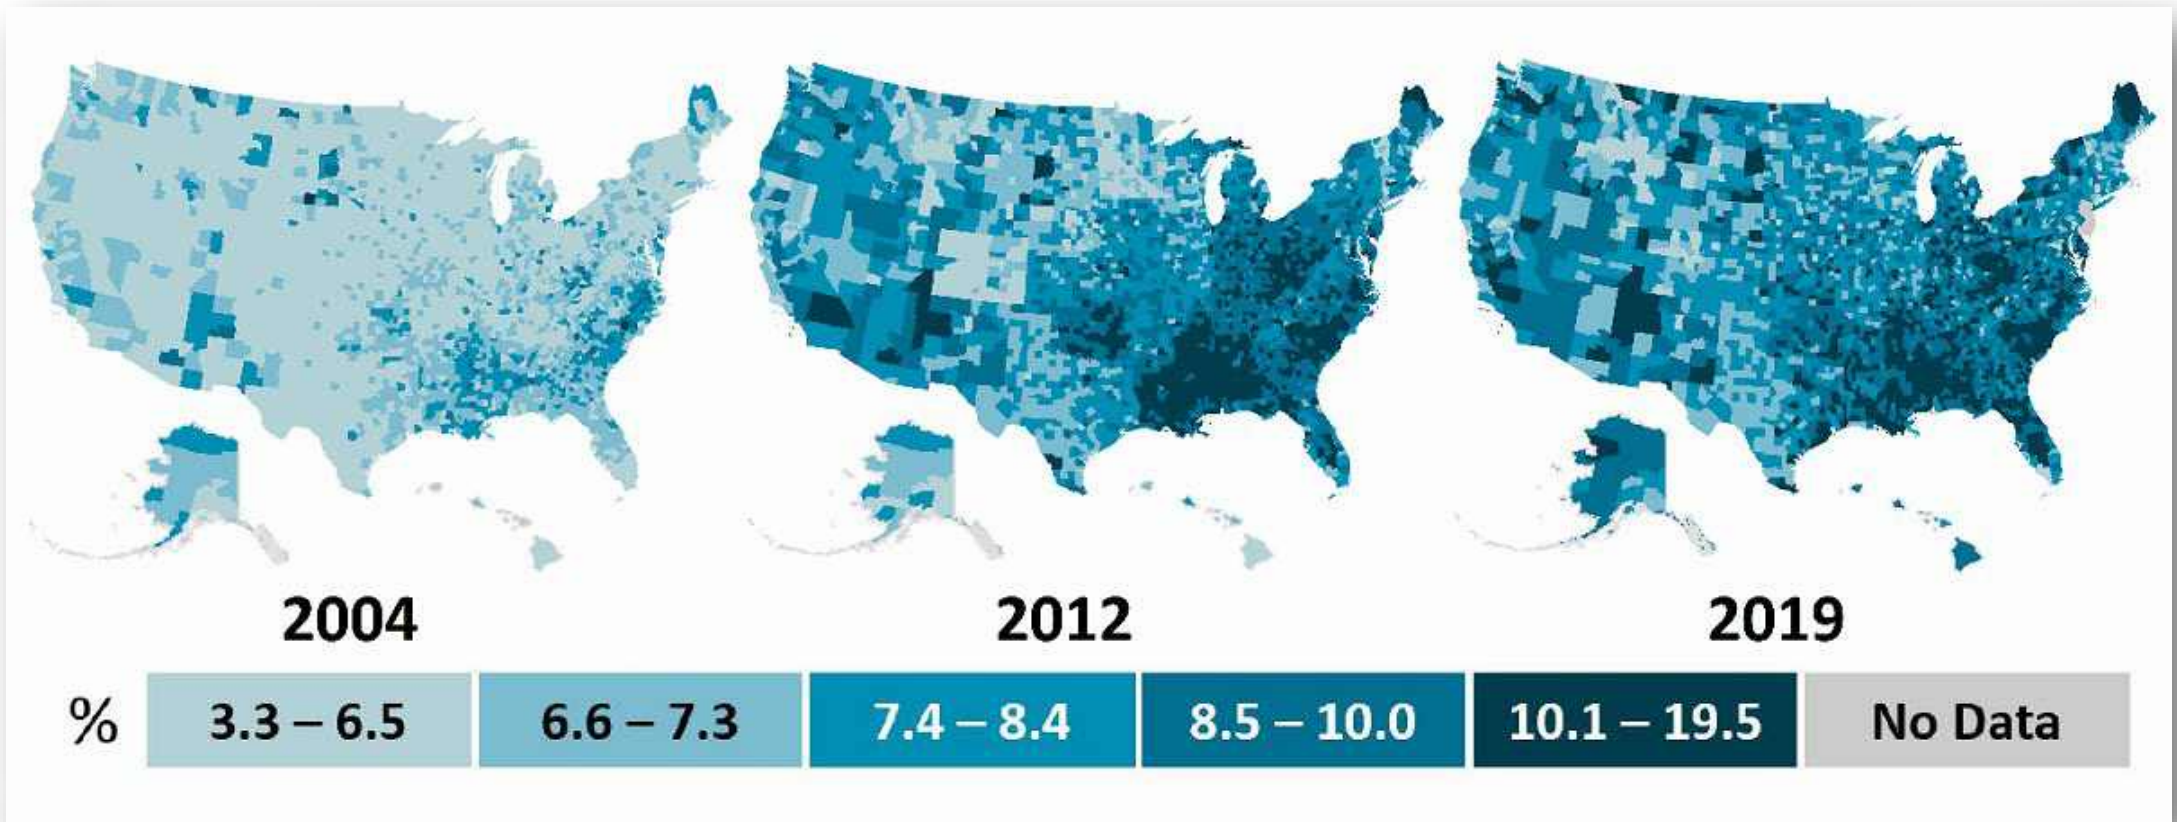 2004 2012 2019
% 3.3 – 6.5 6.6 – 7.3 7.4 – 8.4 8.5 – 10.0 10.1 – 19.5 No Data